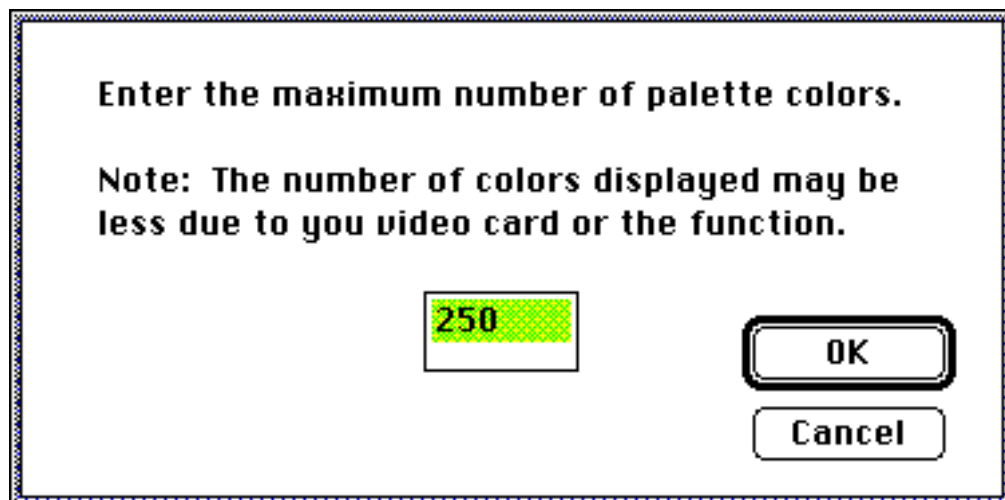 Enter the maximum number of palette colors.
Note:  The number of colors displayed may be
less due to you video card or the function.
250
OK
Cancel